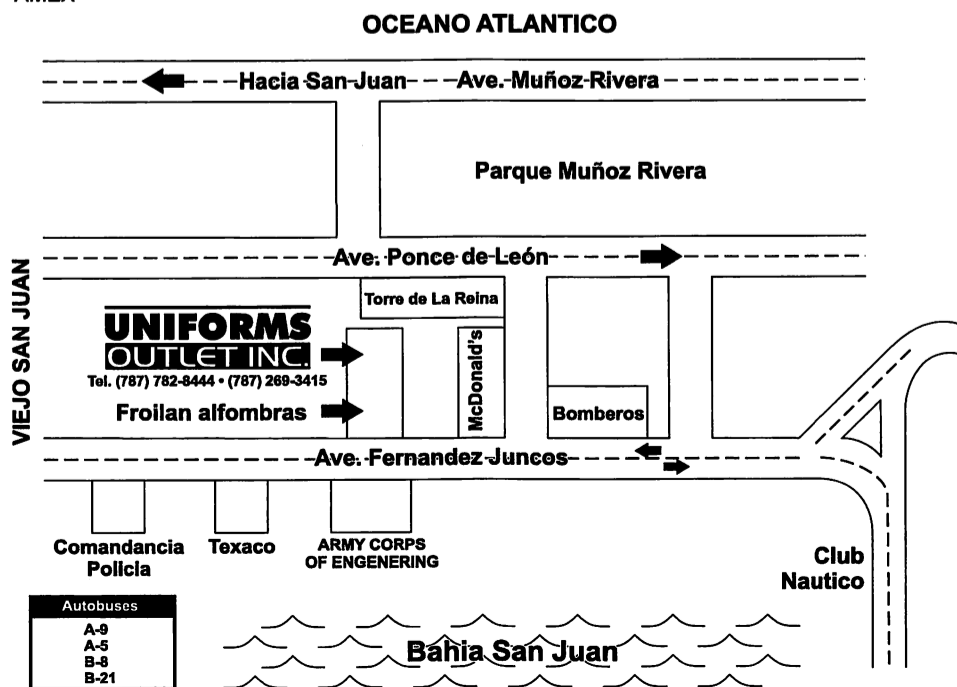 OCEANO ATLANTICO
Hacia San Juan
Ave. Muñoz Rivera
Parque Muñoz Rivera
Ave. Ponce de León
VIEJO SAN JUAN
Torre de La Reina
UNIFORMS
OUTLET INC.
Tel. (787) 782-8444 • (787) 269-3415
Froilan alfombras
McDonald's
Bomberos
Ave. Fernandez Juncos
Comandancia
Policia
Texaco
ARMY CORPS
OF ENGENERING
Club
Nautico
Autobuses
A-9
A-5
B-8
B-21
Bahia San Juan